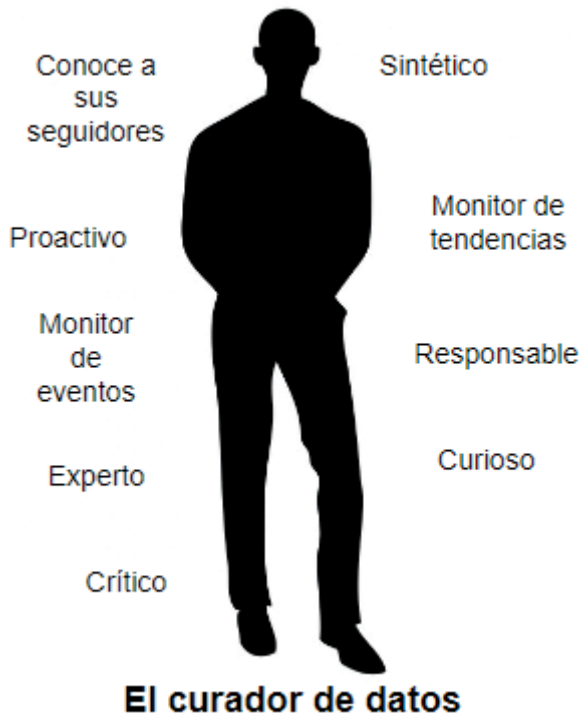 Conoce a
sus
seguidores
Sintético
Proactivo
Monitor de
tendencias
Monitor
de
eventos
Responsable
Experto
Curioso
Crítico
El curador de datos